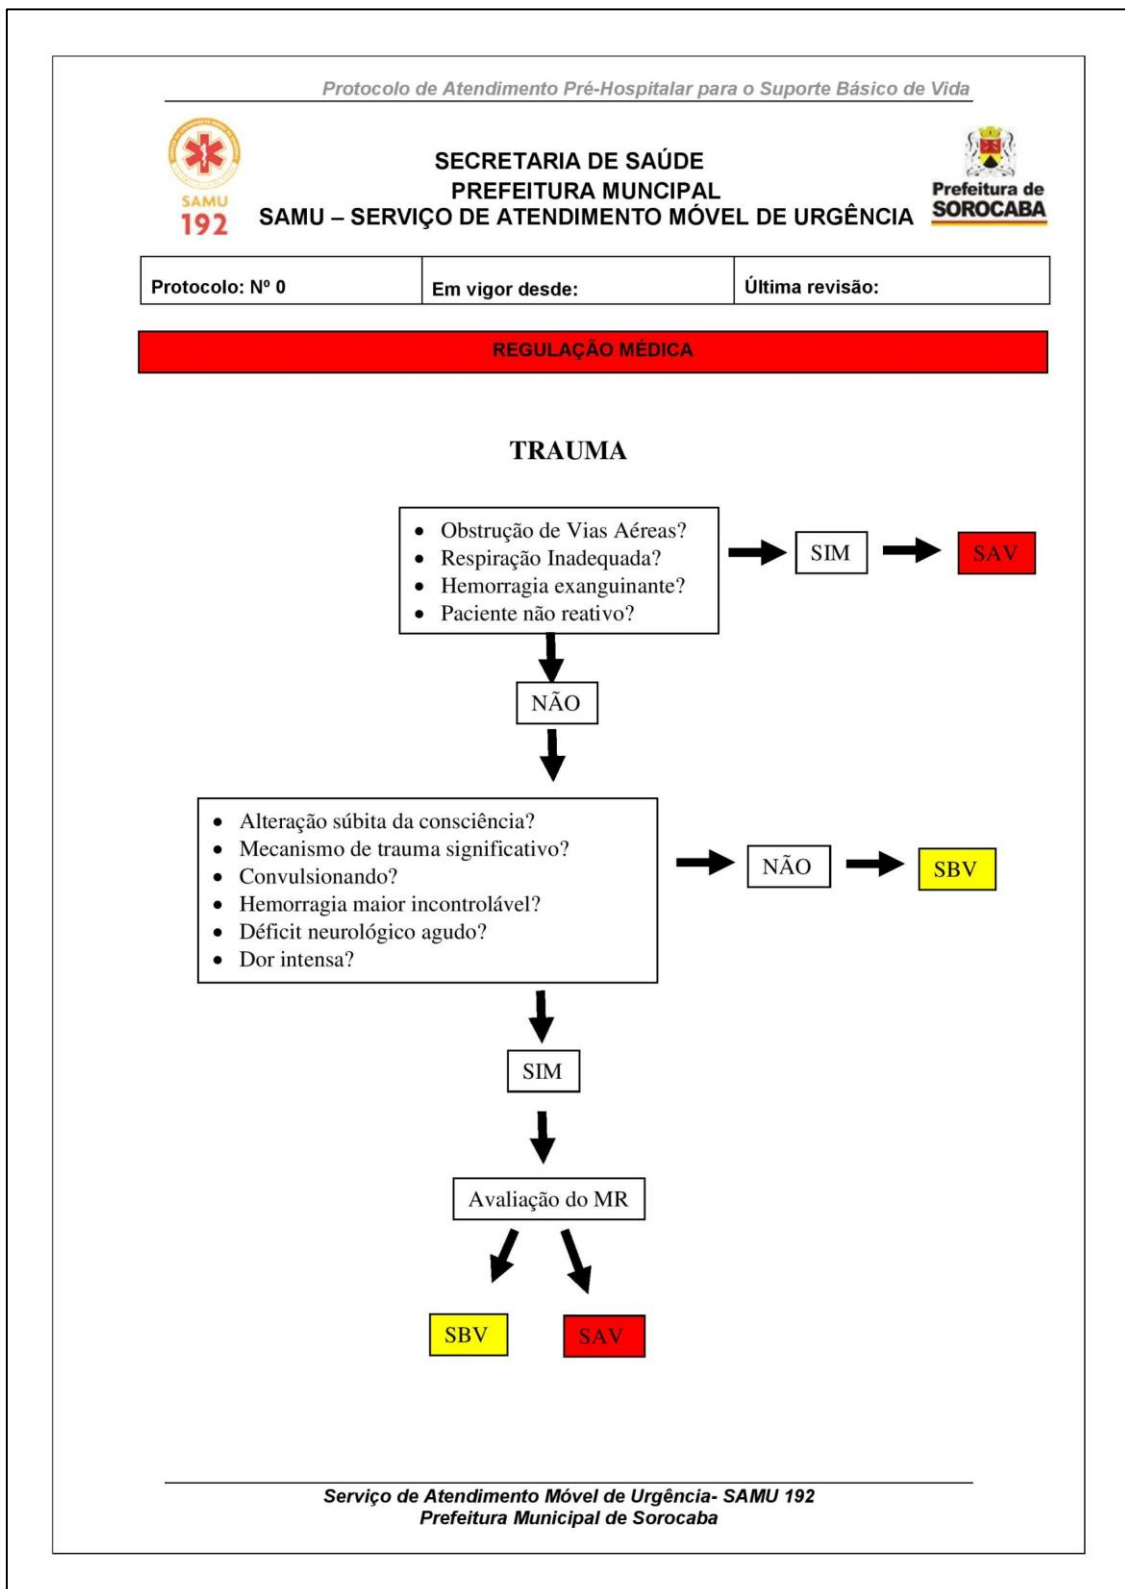 Protocolo de Atendimento Pré-Hospitalar para o Suporte Básico de Vida
SAMU
192
SECRETARIA DE SAÚDE
PREFEITURA MUNCIPAL
SAMU – SERVIÇO DE ATENDIMENTO MÓVEL DE URGÊNCIA
Prefeitura de
SOROCABA
Protocolo: Nº 0
Em vigor desde:
Última revisão:
REGULAÇÃO MÉDICA
TRAUMA
• Obstrução de Vias Aéreas?
• Respiração Inadequada?
• Hemorragia exanguinante?
• Paciente não reativo?
SIM
SAV
NÃO
• Alteração súbita da consciência?
• Mecanismo de trauma significativo?
• Convulsionando?
• Hemorragia maior incontrolável?
• Déficit neurológico agudo?
• Dor intensa?
NÃO
SBV
SIM
Avaliação do MR
SBV
SAV
Serviço de Atendimento Móvel de Urgência- SAMU 192
Prefeitura Municipal de Sorocaba